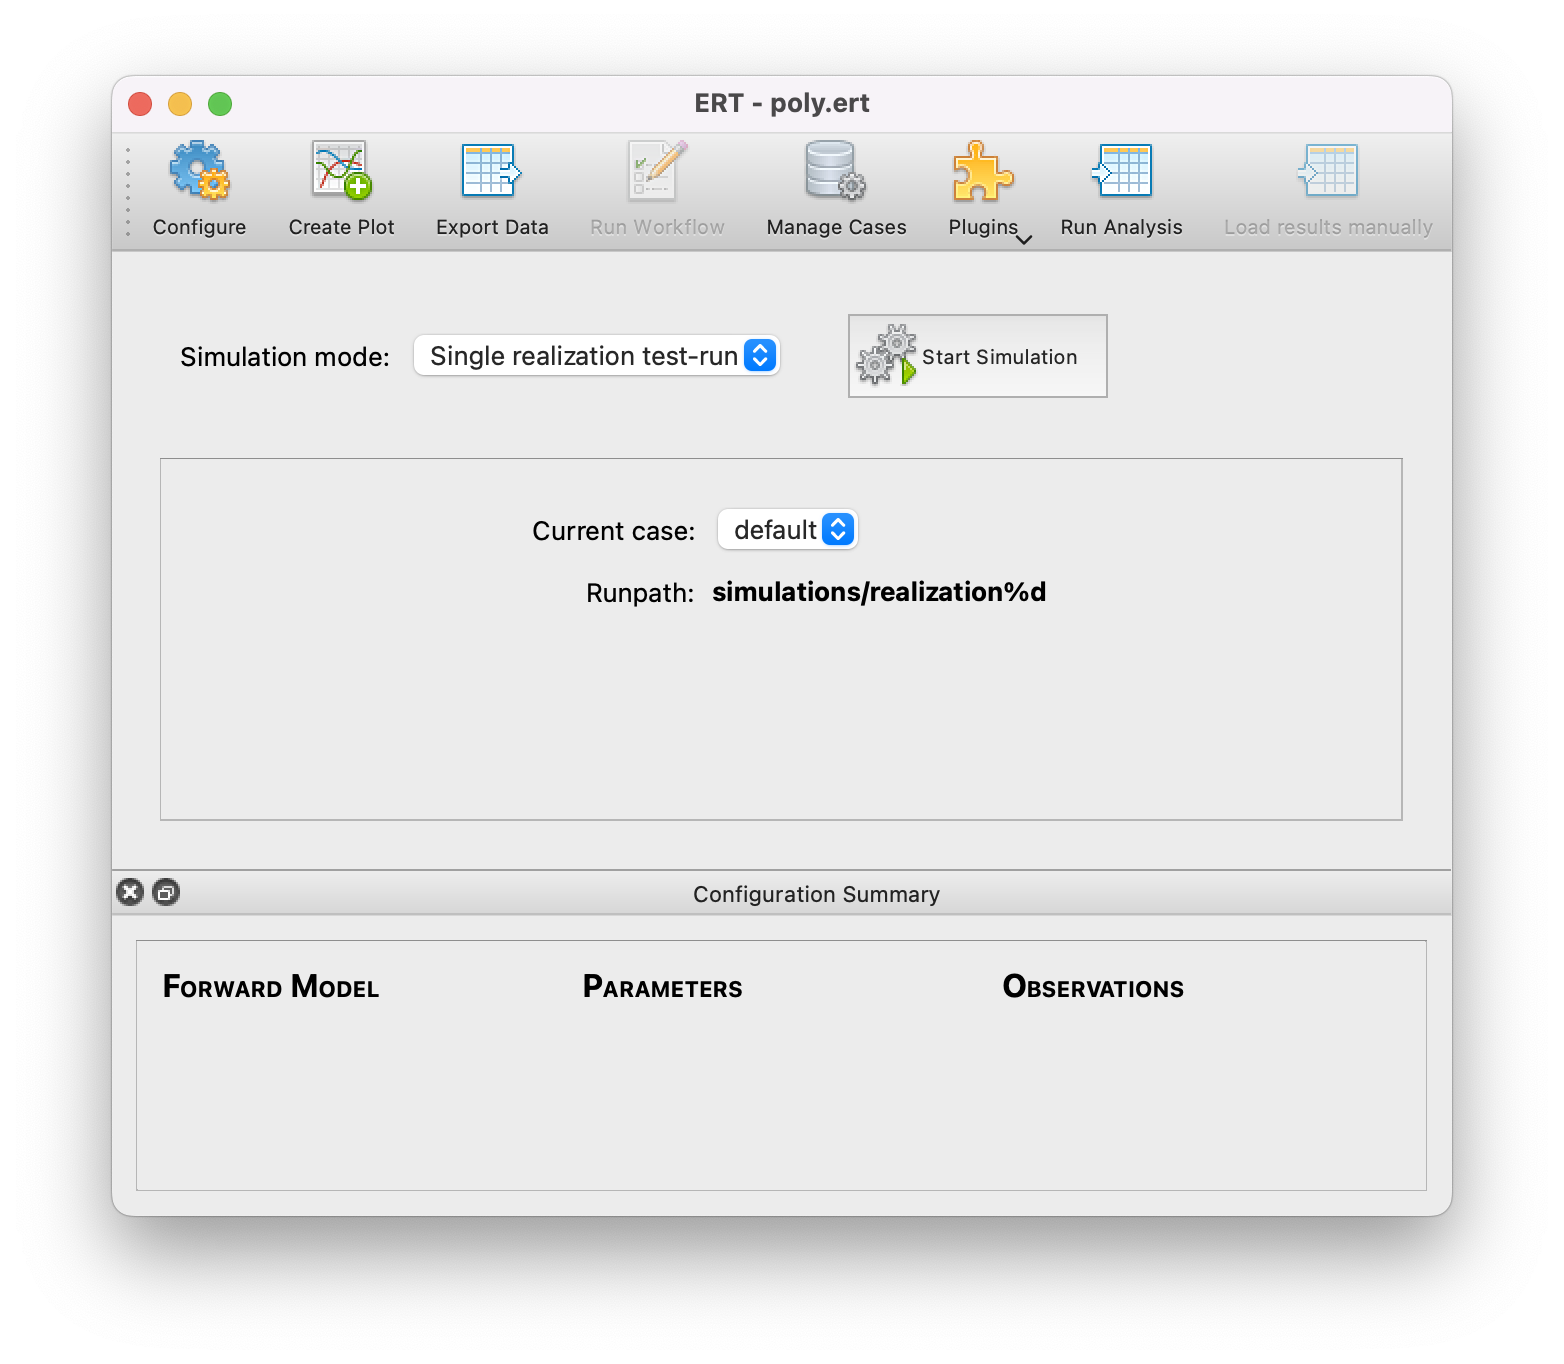 ERT - poly.ert
Configure Create Plot Export Data Run Workflow Manage Cases Plugins Run Analysis Load results manually
Simulation mode: Single realization test-run Start Simulation
Current case: default
Runpath: simulations/realization%d
Configuration Summary
Forward Model Parameters Observations